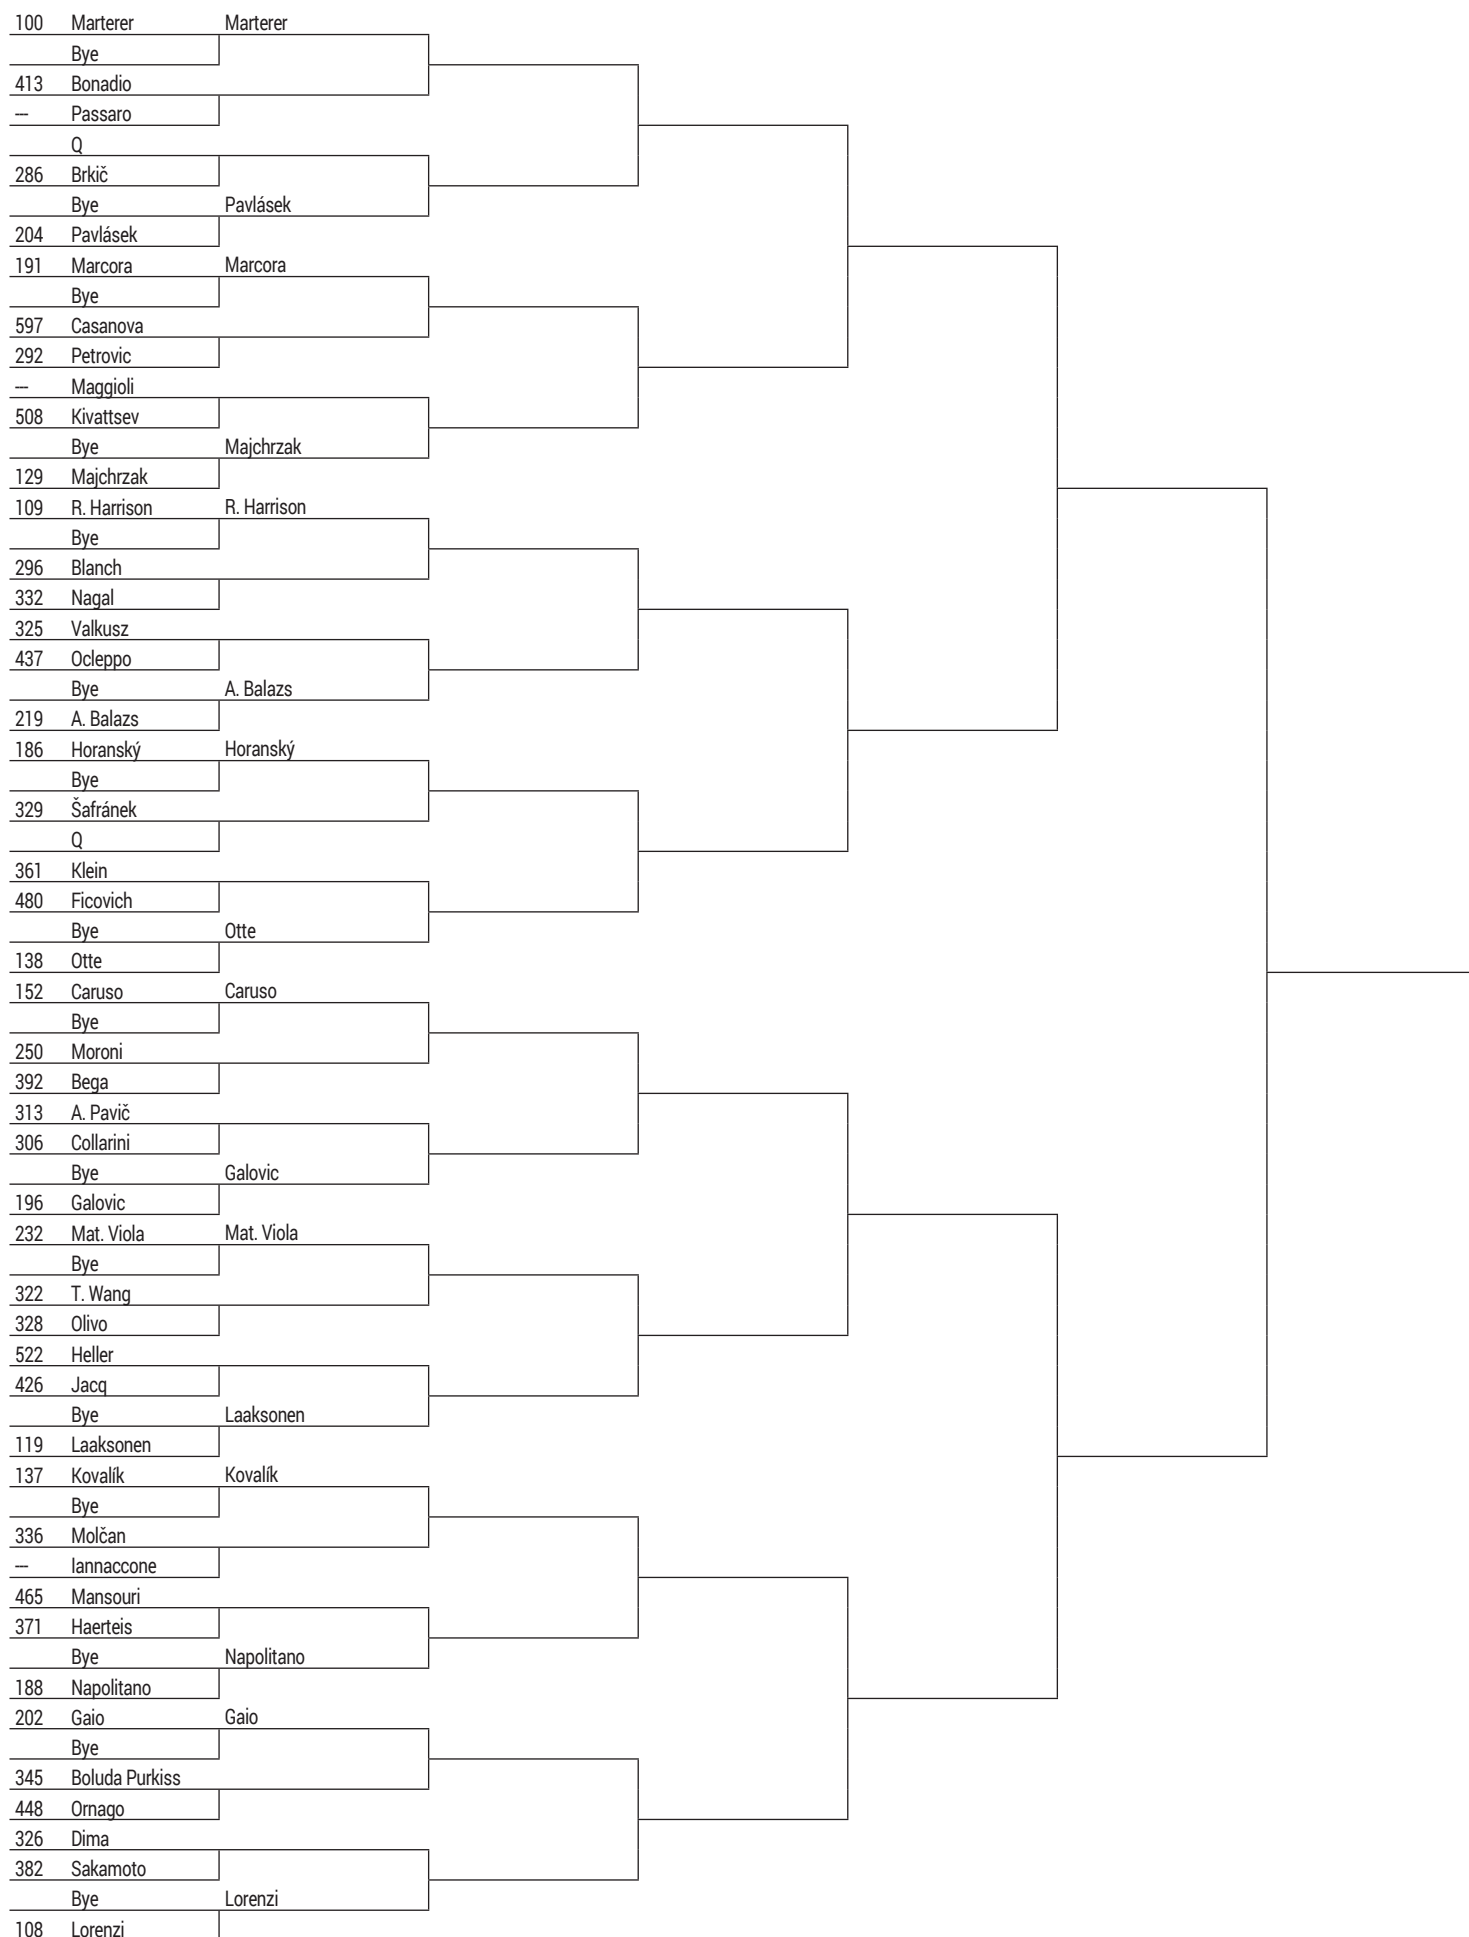 100 Marterer Marterer
Bye
413 Bonadio
--- Passaro
Q
286 Brkič
Bye Pavlásek
204 Pavlásek
191 Marcora Marcora
Bye
597 Casanova
292 Petrovic
--- Maggioli
508 Kivattsev
Bye Majchrzak
129 Majchrzak
109 R. Harrison R. Harrison
Bye
296 Blanch
332 Nagal
325 Valkusz
437 Ocleppo
Bye A. Balazs
219 A. Balazs
186 Horanský Horanský
Bye
329 Šafránek
Q
361 Klein
480 Ficovich
Bye Otte
138 Otte
152 Caruso Caruso
Bye
250 Moroni
392 Bega
313 A. Pavič
306 Collarini
Bye Galovic
196 Galovic
232 Mat. Viola Mat. Viola
Bye
322 T. Wang
328 Olivo
522 Heller
426 Jacq
Bye Laaksonen
119 Laaksonen
137 Kovalík Kovalík
Bye
336 Molčan
--- Iannaccone
465 Mansouri
371 Haerteis
Bye Napolitano
188 Napolitano
202 Gaio Gaio
Bye
345 Boluda Purkiss
448 Ornago
326 Dima
382 Sakamoto
Bye Lorenzi
108 Lorenzi